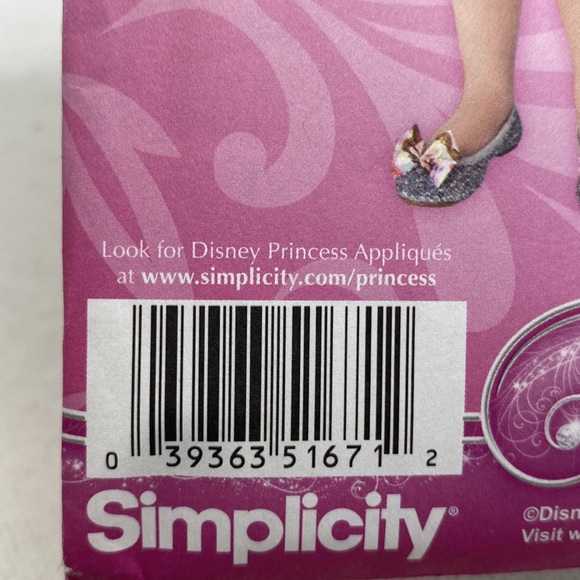 Look for Disney Princess Appliqués
at www.simplicity.com/princess
0 39363 51671 2
Simplicity®
©Disn
Visit w